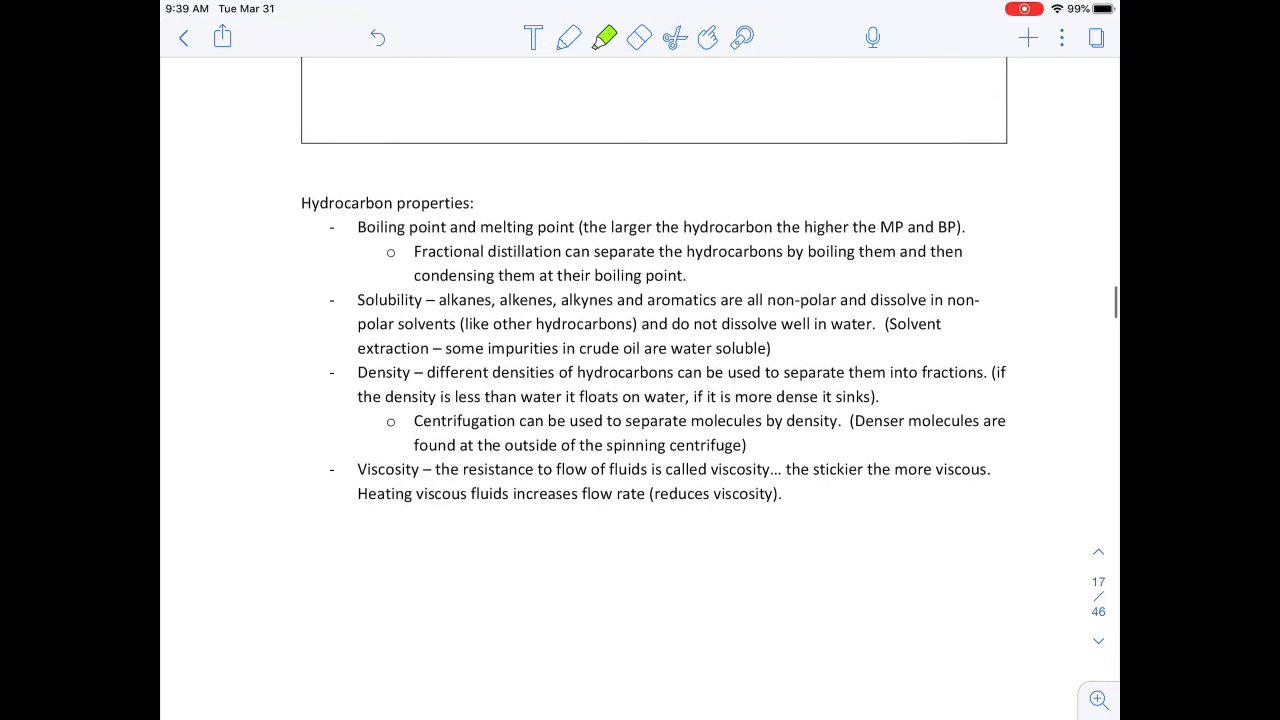 9:39 AM Tue Mar 31
99%
Hydrocarbon properties:
- Boiling point and melting point (the larger the hydrocarbon the higher the MP and BP).
o Fractional distillation can separate the hydrocarbons by boiling them and then
condensing them at their boiling point.
- Solubility – alkanes, alkenes, alkynes and aromatics are all non-polar and dissolve in non-
polar solvents (like other hydrocarbons) and do not dissolve well in water.  (Solvent
extraction – some impurities in crude oil are water soluble)
- Density – different densities of hydrocarbons can be used to separate them into fractions. (if
the density is less than water it floats on water, if it is more dense it sinks).
o Centrifugation can be used to separate molecules by density.  (Denser molecules are
found at the outside of the spinning centrifuge)
- Viscosity – the resistance to flow of fluids is called viscosity… the stickier the more viscous.
Heating viscous fluids increases flow rate (reduces viscosity).
17
/
46